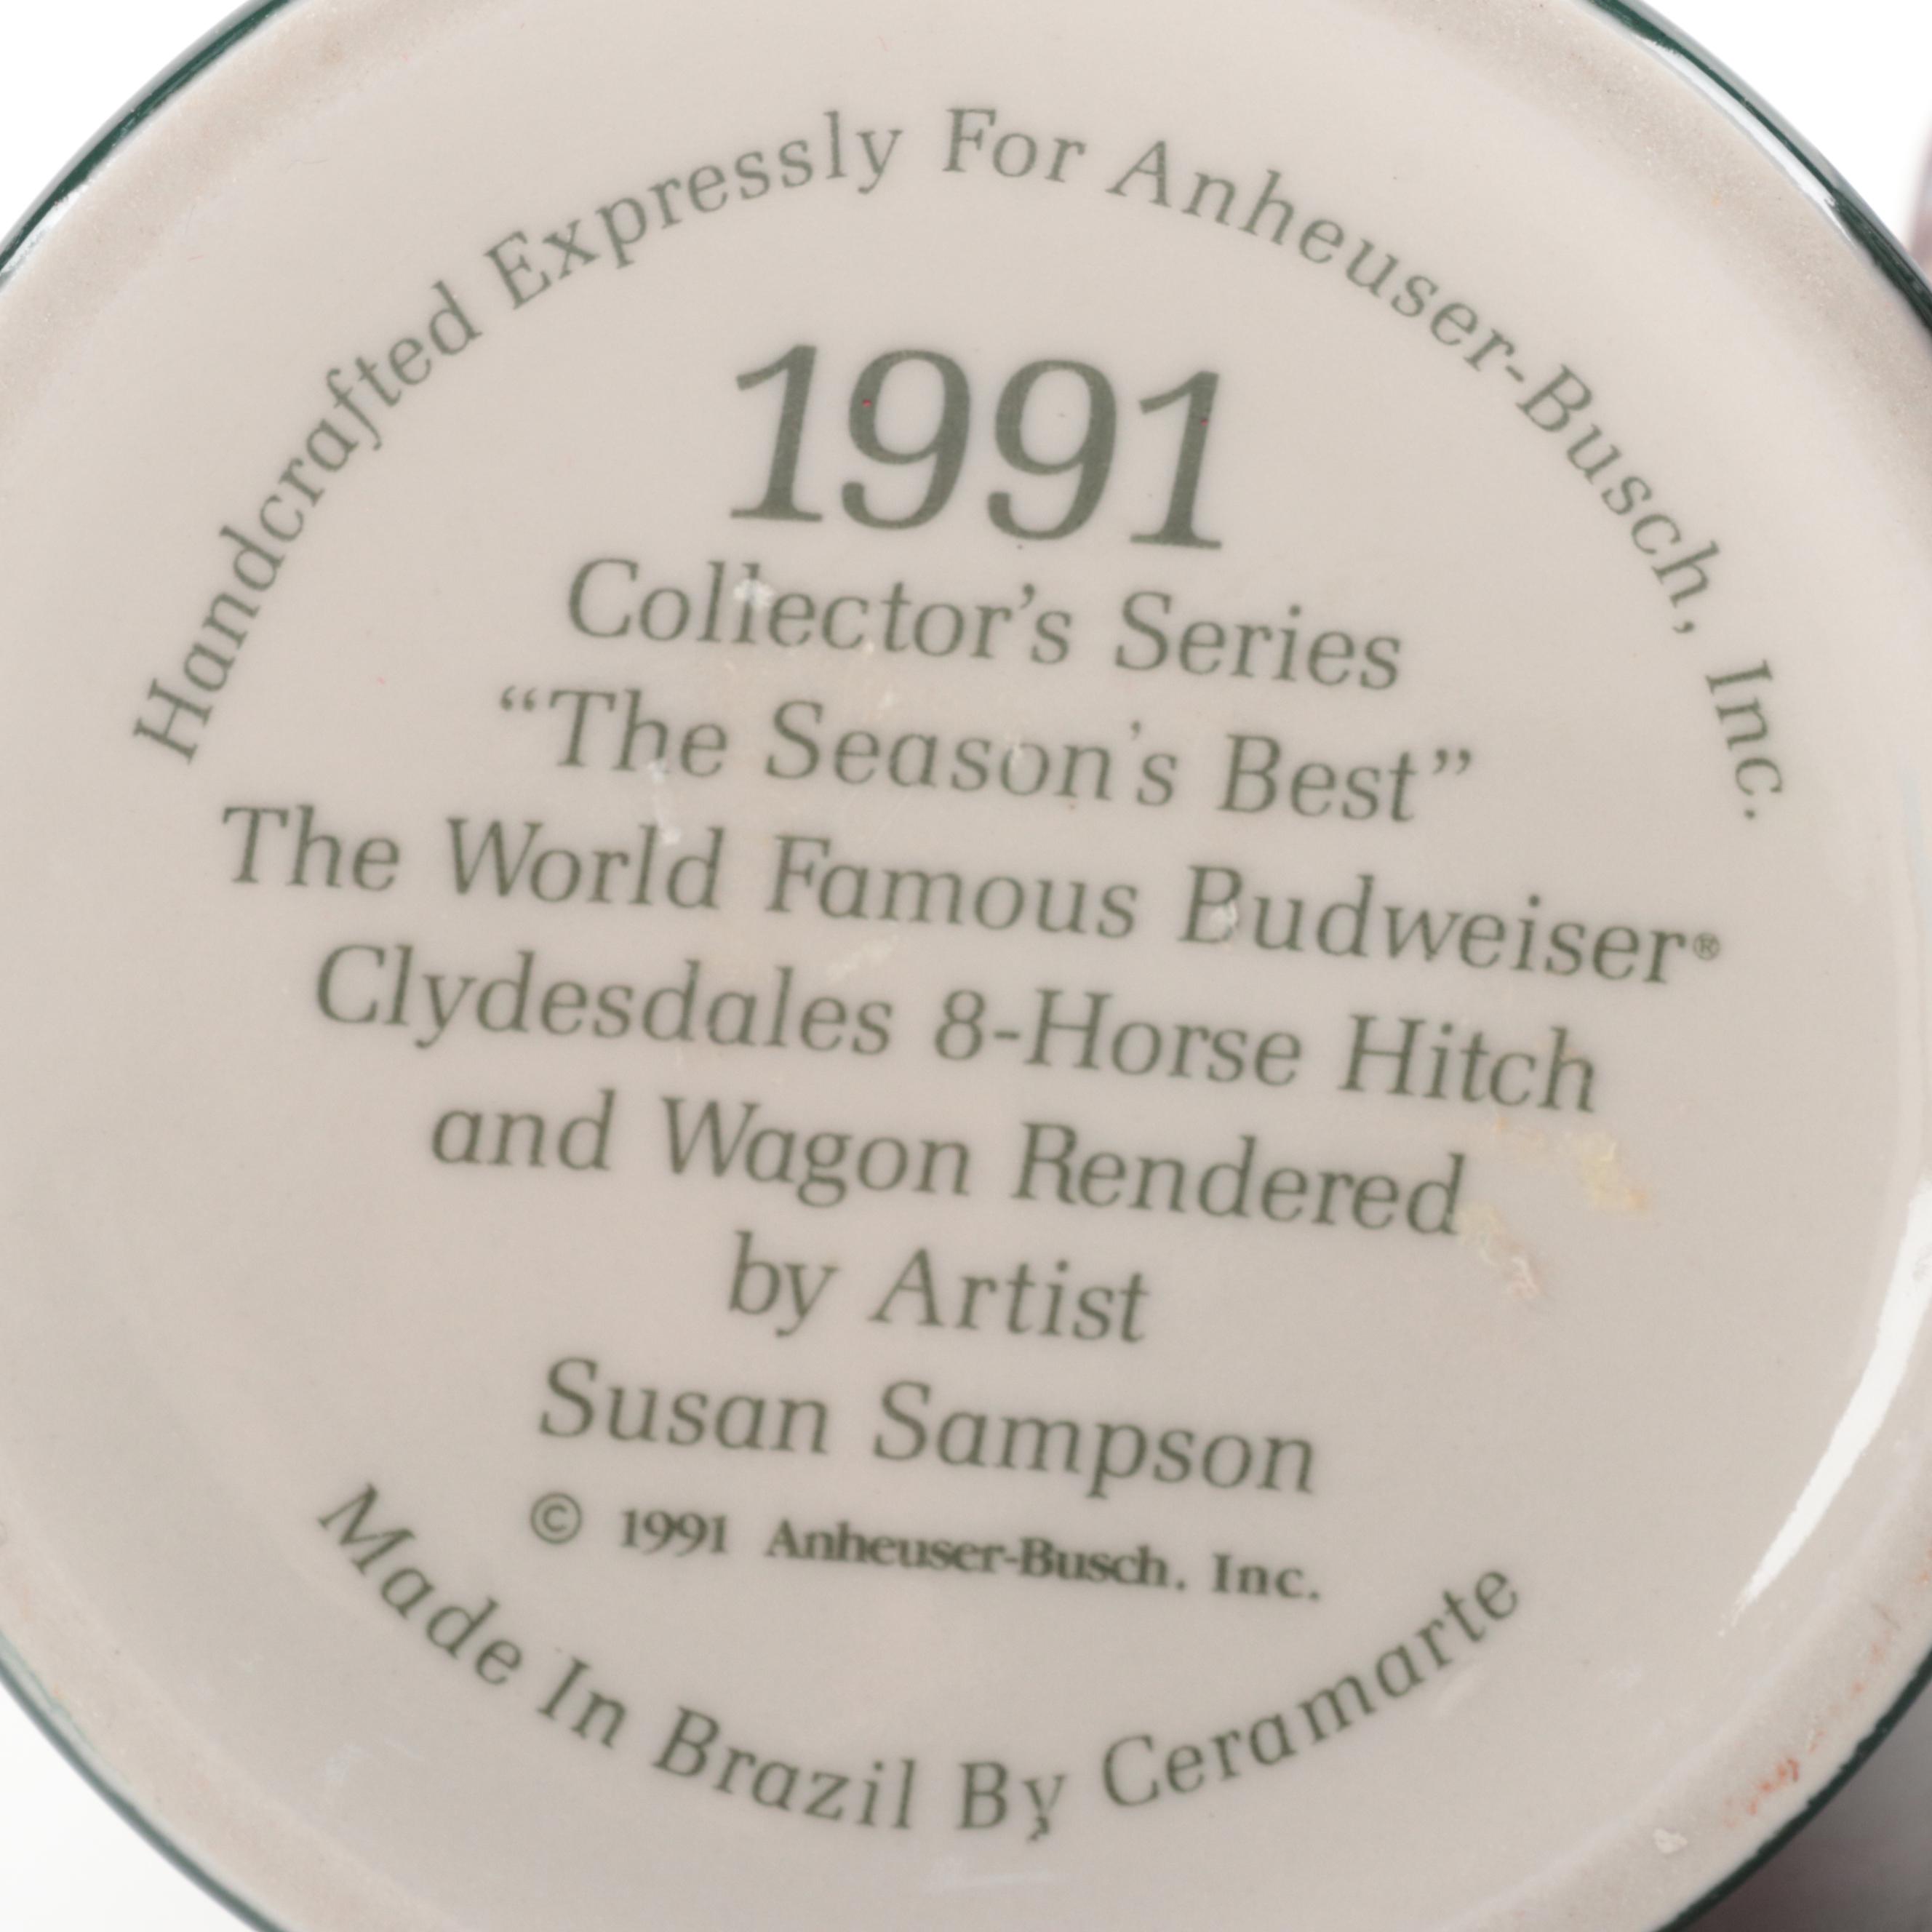 Handcrafted Expressly For Anheuser-Busch, Inc.
1991
Collector’s Series
“The Season's Best”
The World Famous Budweiser®
Clydesdales 8-Horse Hitch
and Wagon Rendered
by Artist
Susan Sampson
© 1991 Anheuser-Busch. Inc.
Made In Brazil By Ceramarte